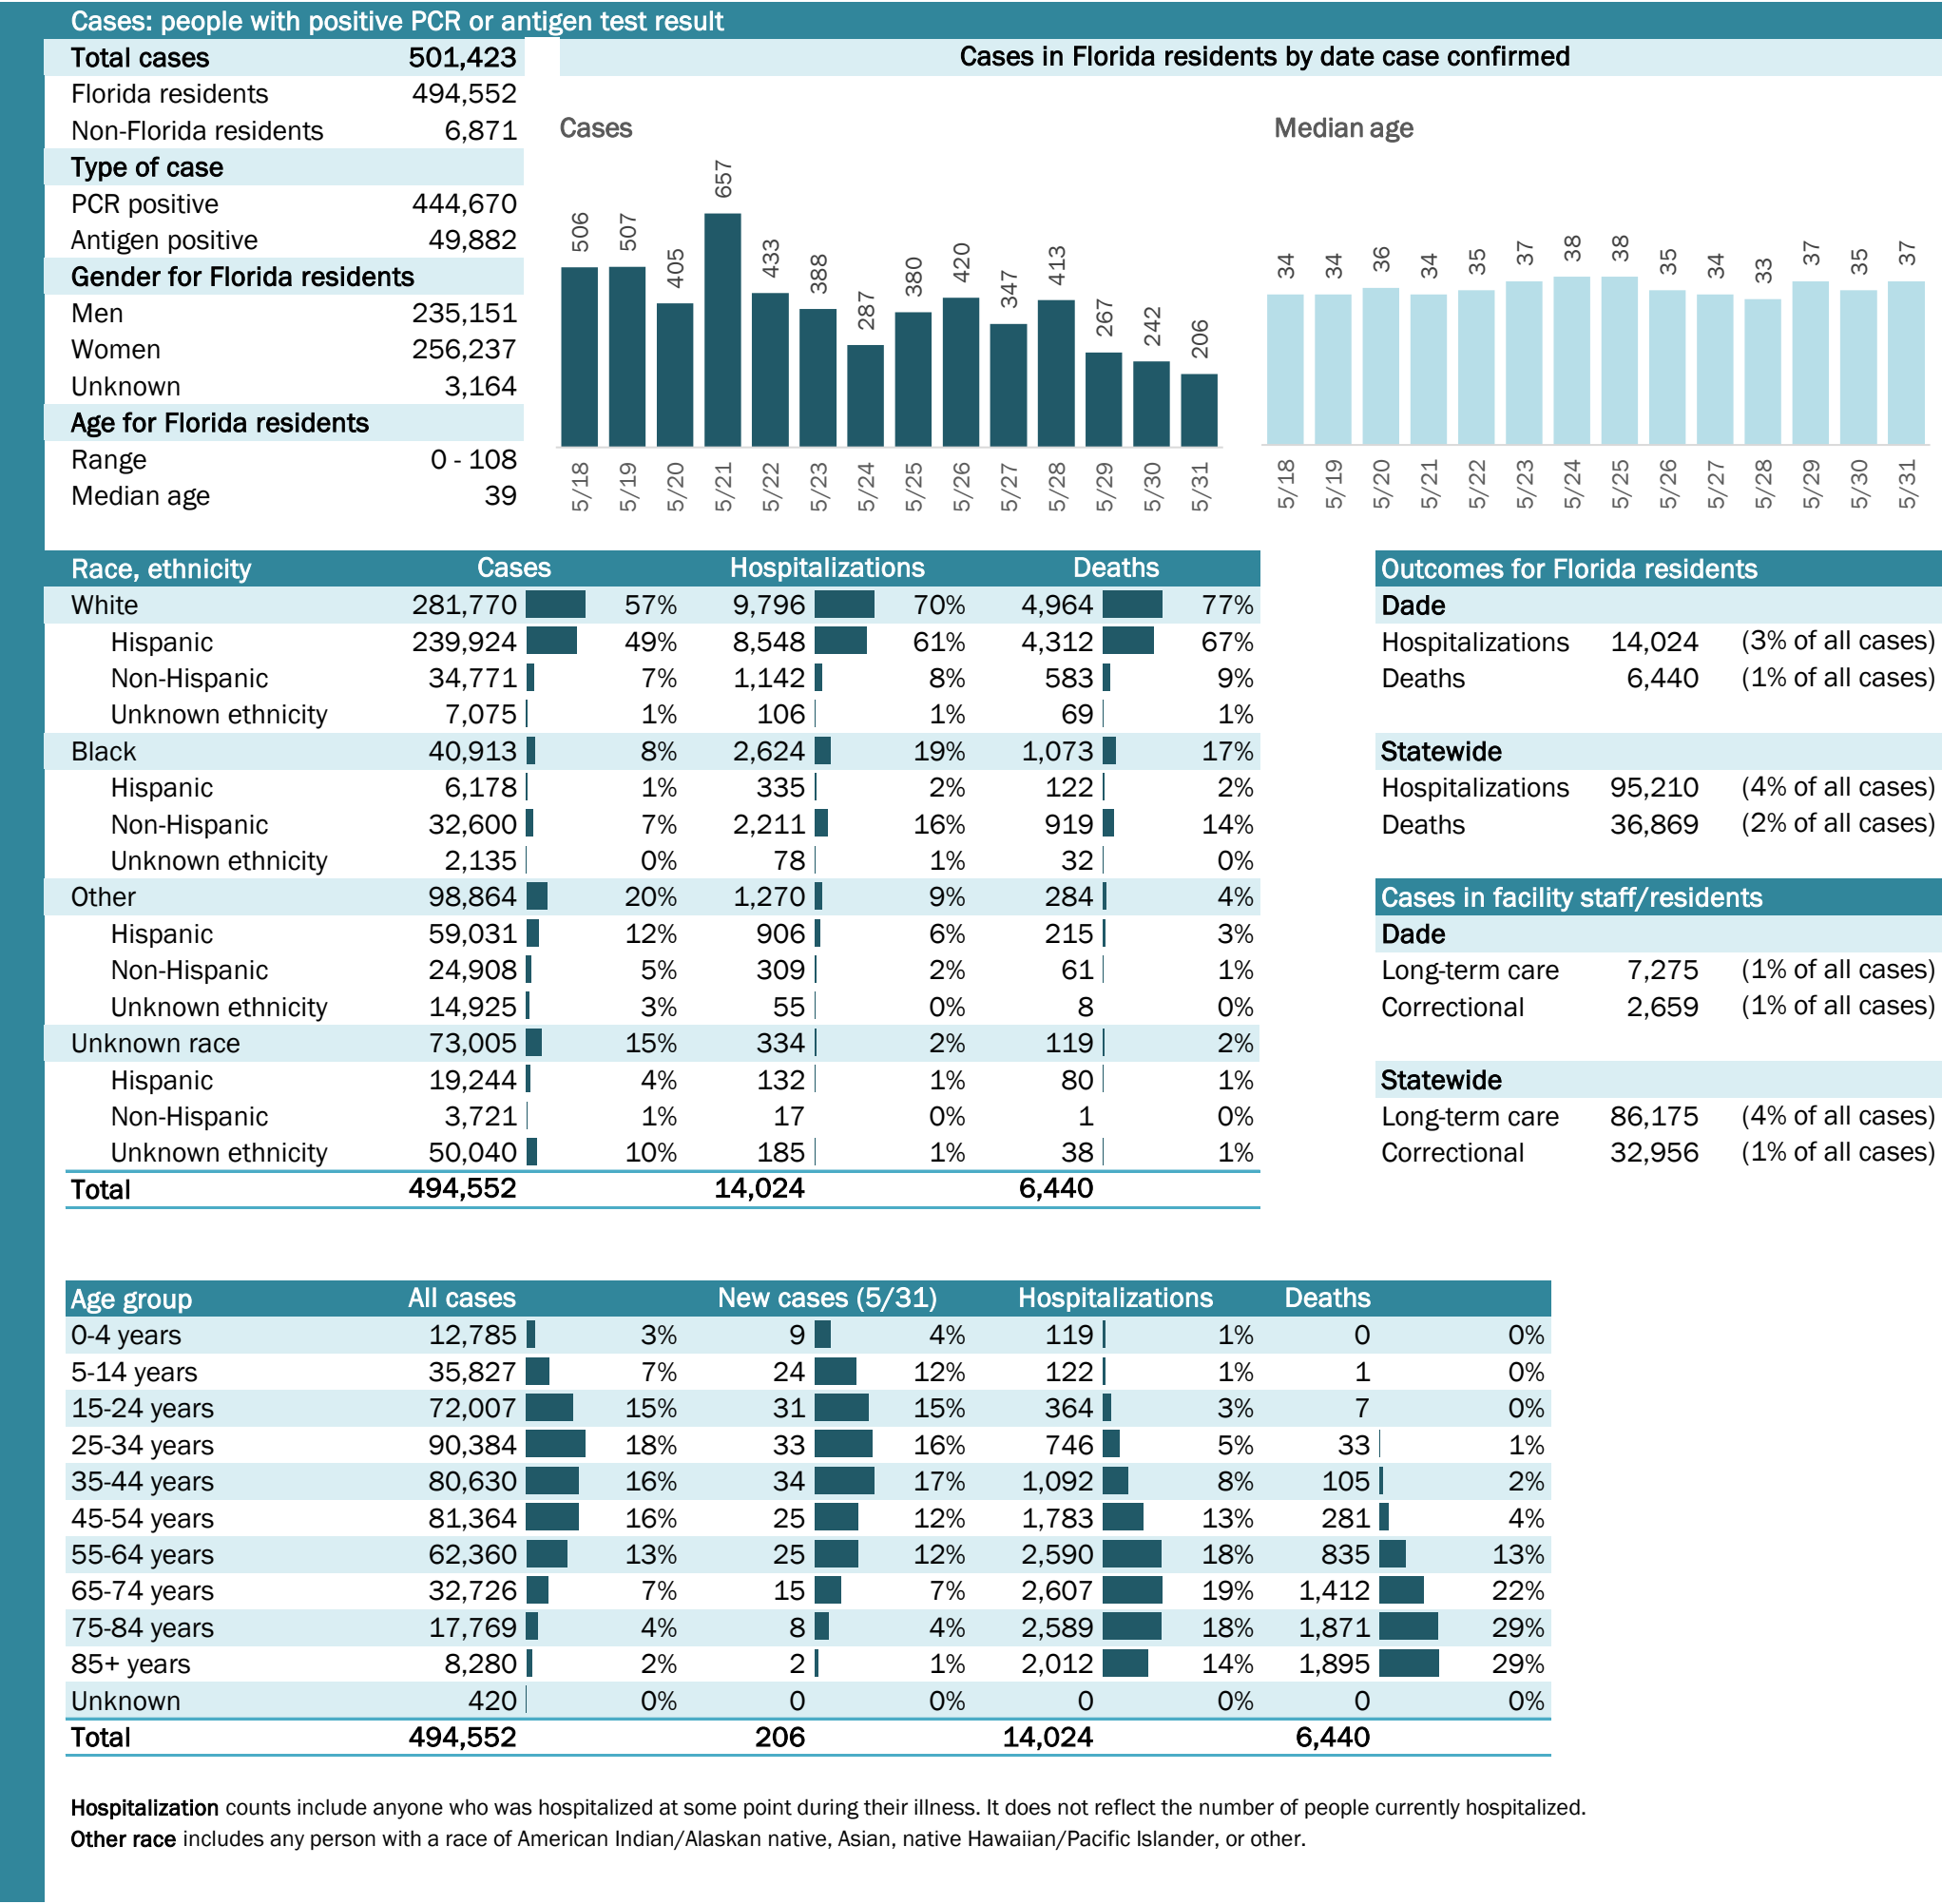 Cases: people with positive PCR or antigen test result
Total cases 501,423
Florida residents 494,552
Non-Florida residents 6,871
Type of case
PCR positive 444,670
Antigen positive 49,882
Gender for Florida residents
Men 235,151
Women 256,237
Unknown 3,164
Age for Florida residents
Range 0 - 108
Median age 39
Cases in Florida residents by date case confirmed
Cases
506 507 405 657 433 388 287 380 420 347 413 267 242 206
5/18 5/19 5/20 5/21 5/22 5/23 5/24 5/25 5/26 5/27 5/28 5/29 5/30 5/31
Median age
34 34 36 34 35 37 38 38 35 34 33 37 35 37
5/18 5/19 5/20 5/21 5/22 5/23 5/24 5/25 5/26 5/27 5/28 5/29 5/30 5/31
Race, ethnicity Cases Hospitalizations Deaths
White 281,770 57% 9,796 70% 4,964 77%
Hispanic 239,924 49% 8,548 61% 4,312 67%
Non-Hispanic 34,771 7% 1,142 8% 583 9%
Unknown ethnicity 7,075 1% 106 1% 69 1%
Black 40,913 8% 2,624 19% 1,073 17%
Hispanic 6,178 1% 335 2% 122 2%
Non-Hispanic 32,600 7% 2,211 16% 919 14%
Unknown ethnicity 2,135 0% 78 1% 32 0%
Other 98,864 20% 1,270 9% 284 4%
Hispanic 59,031 12% 906 6% 215 3%
Non-Hispanic 24,908 5% 309 2% 61 1%
Unknown ethnicity 14,925 3% 55 0% 8 0%
Unknown race 73,005 15% 334 2% 119 2%
Hispanic 19,244 4% 132 1% 80 1%
Non-Hispanic 3,721 1% 17 0% 1 0%
Unknown ethnicity 50,040 10% 185 1% 38 1%
Total 494,552 14,024 6,440
Outcomes for Florida residents
Dade
Hospitalizations 14,024 (3% of all cases)
Deaths 6,440 (1% of all cases)
Statewide
Hospitalizations 95,210 (4% of all cases)
Deaths 36,869 (2% of all cases)
Cases in facility staff/residents
Dade
Long-term care 7,275 (1% of all cases)
Correctional 2,659 (1% of all cases)
Statewide
Long-term care 86,175 (4% of all cases)
Correctional 32,956 (1% of all cases)
Age group All cases New cases (5/31) Hospitalizations Deaths
0-4 years 12,785 3% 9 4% 119 1% 0 0%
5-14 years 35,827 7% 24 12% 122 1% 1 0%
15-24 years 72,007 15% 31 15% 364 3% 7 0%
25-34 years 90,384 18% 33 16% 746 5% 33 1%
35-44 years 80,630 16% 34 17% 1,092 8% 105 2%
45-54 years 81,364 16% 25 12% 1,783 13% 281 4%
55-64 years 62,360 13% 25 12% 2,590 18% 835 13%
65-74 years 32,726 7% 15 7% 2,607 19% 1,412 22%
75-84 years 17,769 4% 8 4% 2,589 18% 1,871 29%
85+ years 8,280 2% 2 1% 2,012 14% 1,895 29%
Unknown 420 0% 0 0% 0 0% 0 0%
Total 494,552 206 14,024 6,440
Hospitalization counts include anyone who was hospitalized at some point during their illness. It does not reflect the number of people currently hospitalized.
Other race includes any person with a race of American Indian/Alaskan native, Asian, native Hawaiian/Pacific Islander, or other.